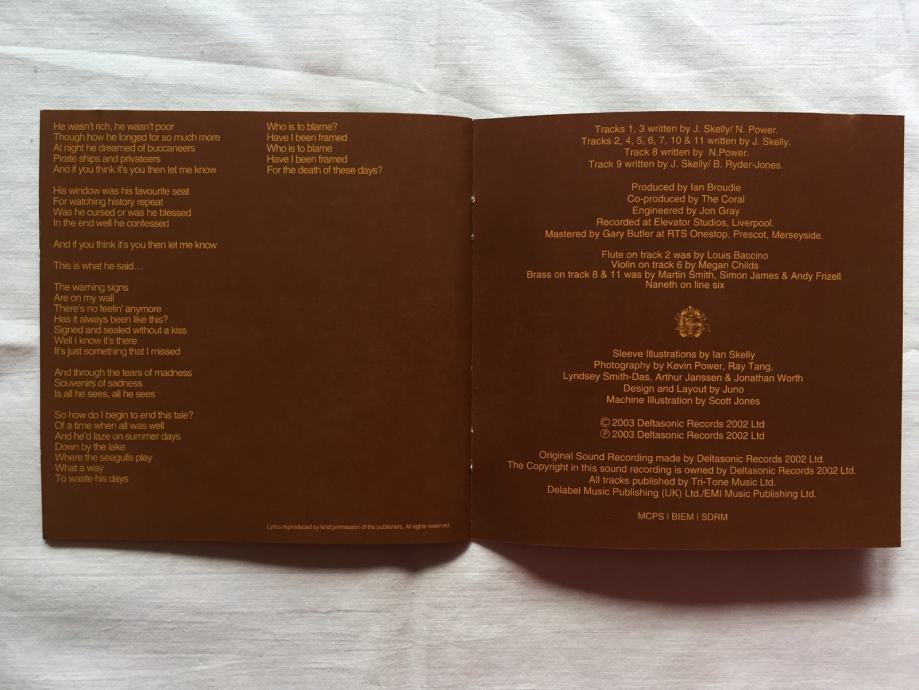 He wasn't rich, he wasn't poor
Though how he longed for so much more
At night he dreamed of buccaneers
Pirate ships and privateers
And if you think it's you then let me know
His window was his favourite seat
For watching history repeat
Was he cursed or was he blessed
In the end well he confessed
And if you think it's you then let me know
This is what he said...
The warning signs
Are on my wall
There's no feelin' anymore
Has it always been like this?
Signed and sealed without a kiss
Well I know it's there
It's just something that I missed
And through the tears of madness
Souvenirs of sadness
Is all he sees, all he sees
So how do I begin to end this tale?
Of a time when all was well
And he'd laze on summer days
Down by the lake
Where the seagulls play
What a way
To waste his days
Who is to blame?
Have I been framed
Who is to blame
Have I been framed
For the death of these days?
Lyrics reproduced by kind permission of the publishers. All rights reserved
Tracks 1, 3 written by J. Skelly/ N. Power.
Tracks 2, 4, 5, 6, 7, 10 & 11 written by J. Skelly.
Track 8 written by N.Power.
Track 9 written by J. Skelly/ B. Ryder-Jones.
Produced by Ian Broudie
Co-produced by The Coral
Engineered by Jon Gray
Recorded at Elevator Studios, Liverpool.
Mastered by Gary Butler at RTS Onestop, Prescot, Merseyside.
Flute on track 2 was by Louis Baccino
Violin on track 6 by Megan Childs
Brass on track 8 & 11 was by Martin Smith, Simon James & Andy Frizell
Naneth on line six
Sleeve Illustrations by Ian Skelly
Photography by Kevin Power, Ray Tang,
Lyndsey Smith-Das, Arthur Janssen & Jonathan Worth
Design and Layout by Juno
Machine Illustration by Scott Jones
© 2003 Deltasonic Records 2002 Ltd
℗ 2003 Deltasonic Records 2002 Ltd
Original Sound Recording made by Deltasonic Records 2002 Ltd.
The Copyright in this sound recording is owned by Deltasonic Records 2002 Ltd.
All tracks published by Tri-Tone Music Ltd.
Delabel Music Publishing (UK) Ltd./EMI Music Publishing Ltd.
MCPS | BIEM | SDRM